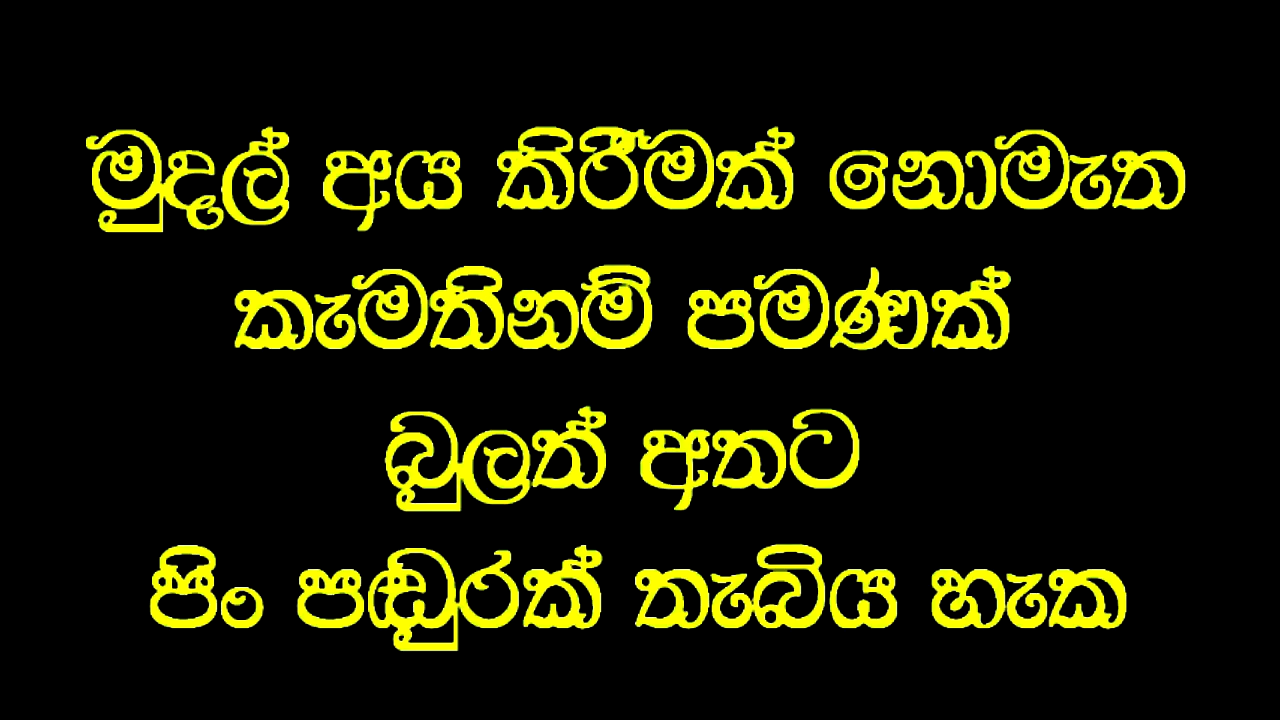 මුදල් අය කිරීමක් නොමැත
කැමතිනම් පමණක්
බුලත් අතට
පිං පඬුරක් තැබිය හැක